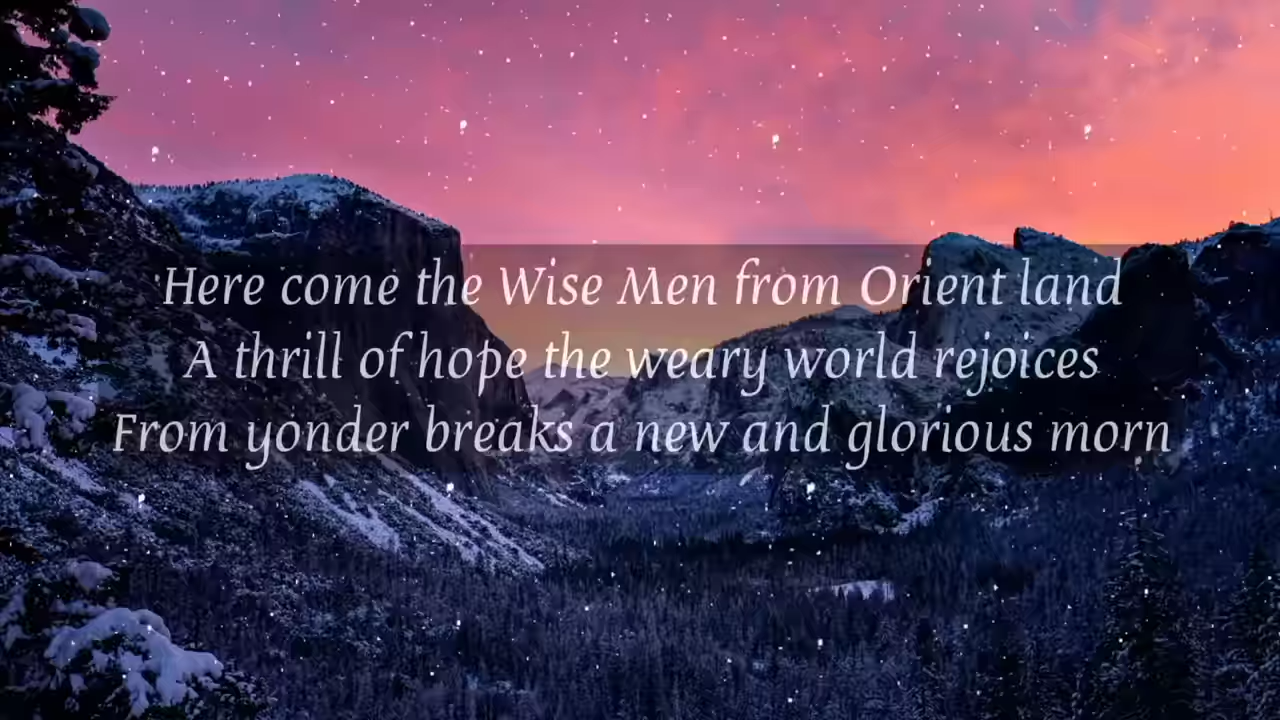 Here come the Wise Men from Orient land
A thrill of hope the weary world rejoices
From yonder breaks a new and glorious morn